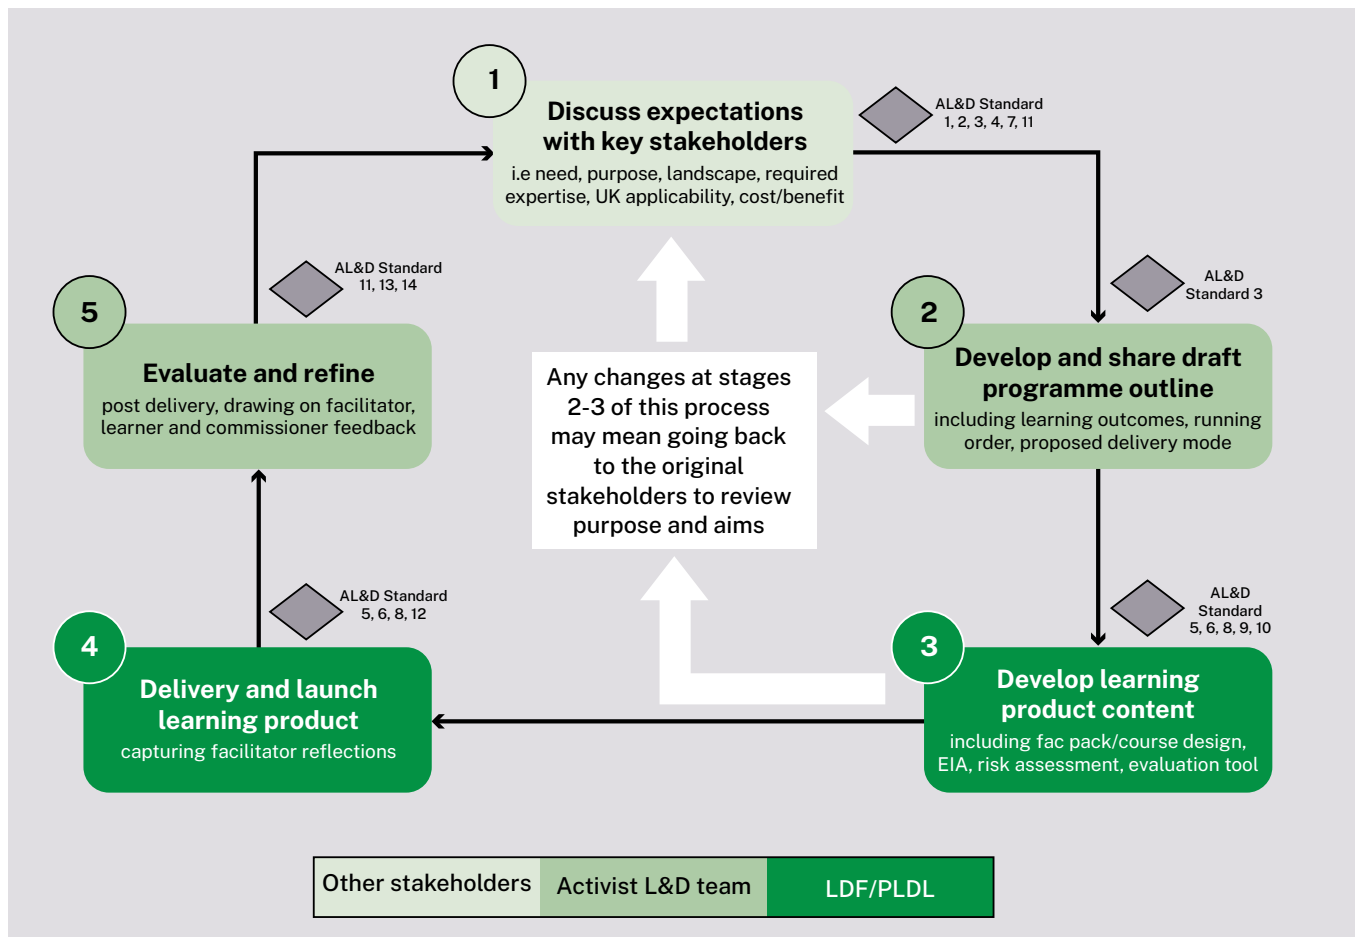 1
Discuss expectations
with key stakeholders
i.e need, purpose, landscape, required
expertise, UK applicability, cost/benefit
AL&D Standard
1, 2, 3, 4, 7, 11
AL&D
Standard 3
2
Develop and share draft
programme outline
including learning outcomes, running
order, proposed delivery mode
AL&D
Standard
5, 6, 8, 9, 10
3
Develop learning
product content
including fac pack/course design,
EIA, risk assessment, evaluation tool
4
Delivery and launch
learning product
capturing facilitator reflections
AL&D Standard
5, 6, 8, 12
5
Evaluate and refine
post delivery, drawing on facilitator,
learner and commissioner feedback
AL&D Standard
11, 13, 14
Any changes at stages
2-3 of this process
may mean going back
to the original
stakeholders to review
purpose and aims
Other stakeholders
Activist L&D team
LDF/PLDL